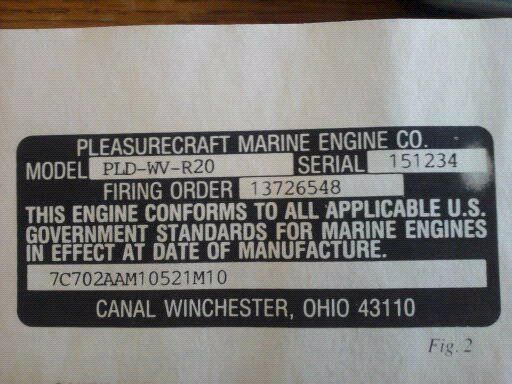 PLEASURECRAFT MARINE ENGINE CO.
MODEL PLD-WV-R20 SERIAL 151234
FIRING ORDER 13726548
THIS ENGINE CONFORMS TO ALL APPLICABLE U.S.
GOVERNMENT STANDARDS FOR MARINE ENGINES
IN EFFECT AT DATE OF MANUFACTURE.
7C702AAM10521M10
CANAL WINCHESTER, OHIO 43110
Fig. 2